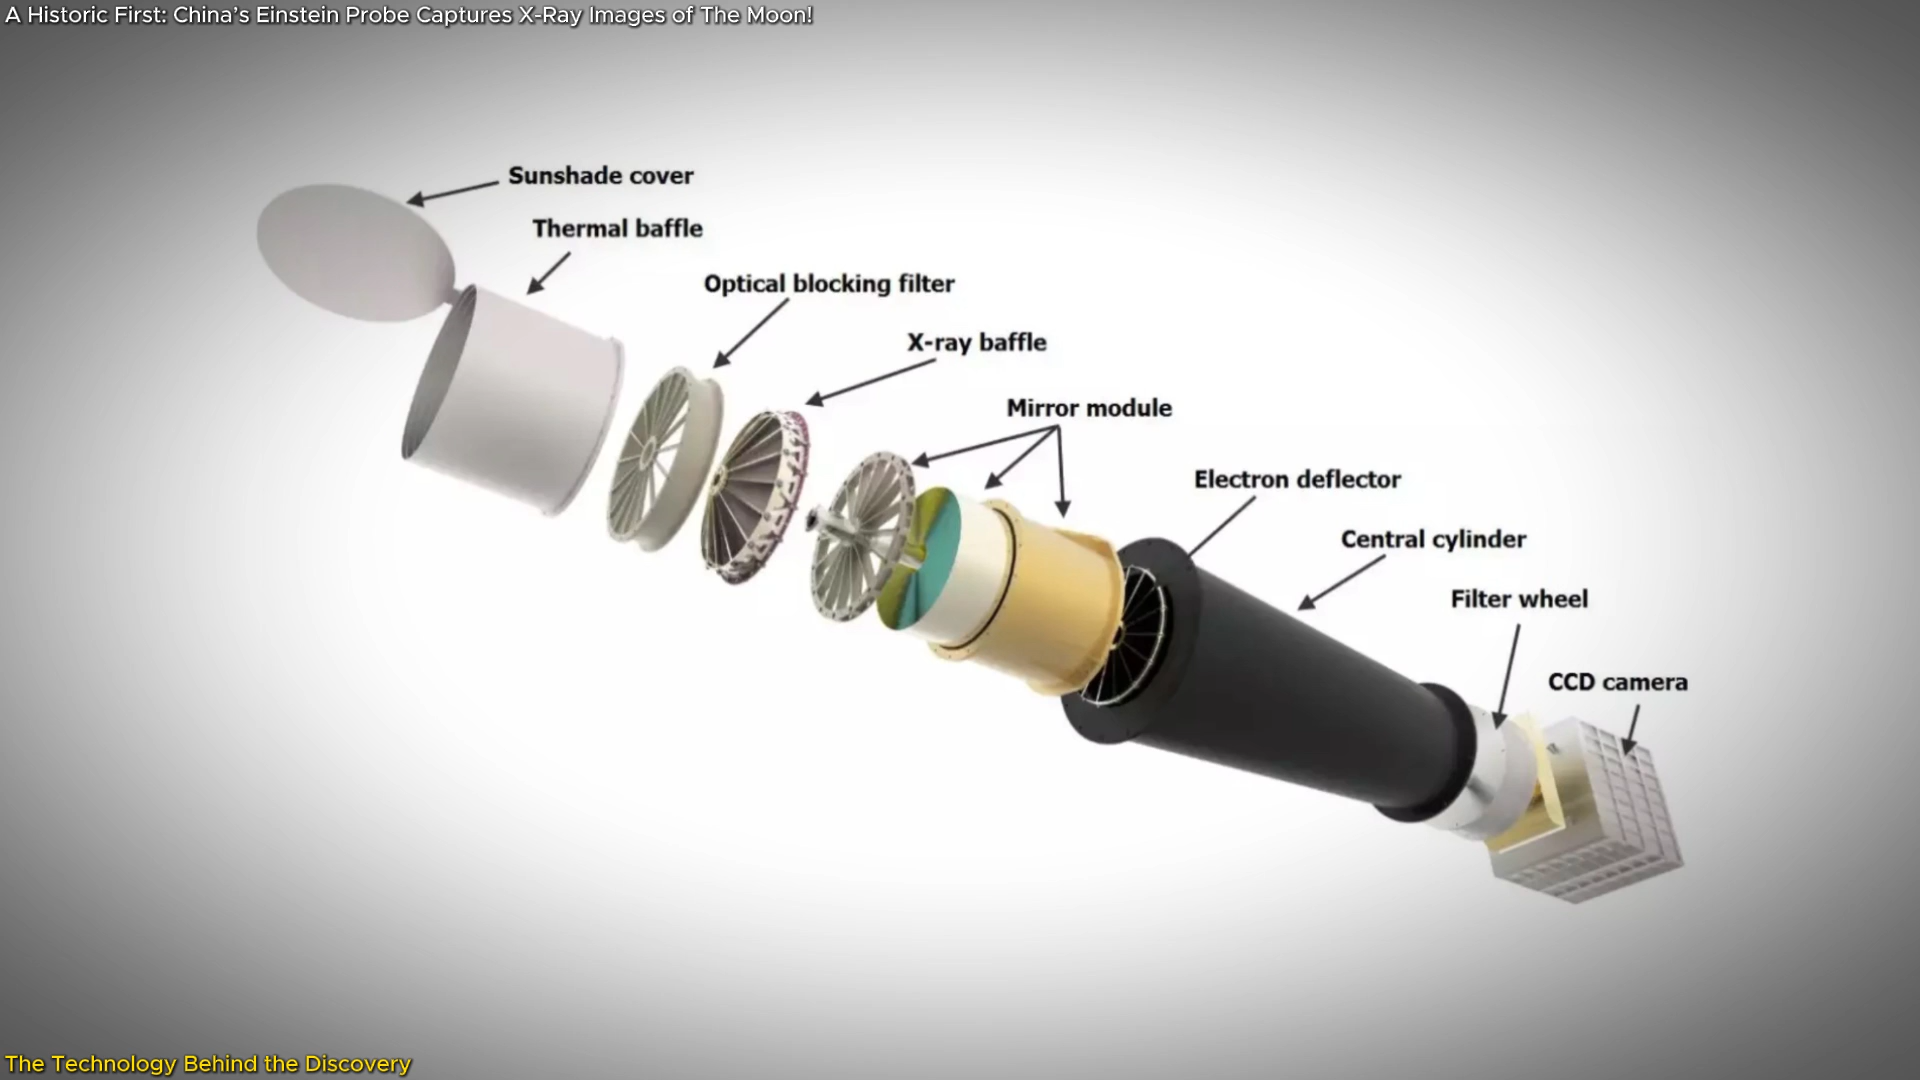 A Historic First: China’s Einstein Probe Captures X-Ray Images of The Moon!
Sunshade cover
Thermal baffle
Optical blocking filter
X-ray baffle
Mirror module
Electron deflector
Central cylinder
Filter wheel
CCD camera
The Technology Behind the Discovery